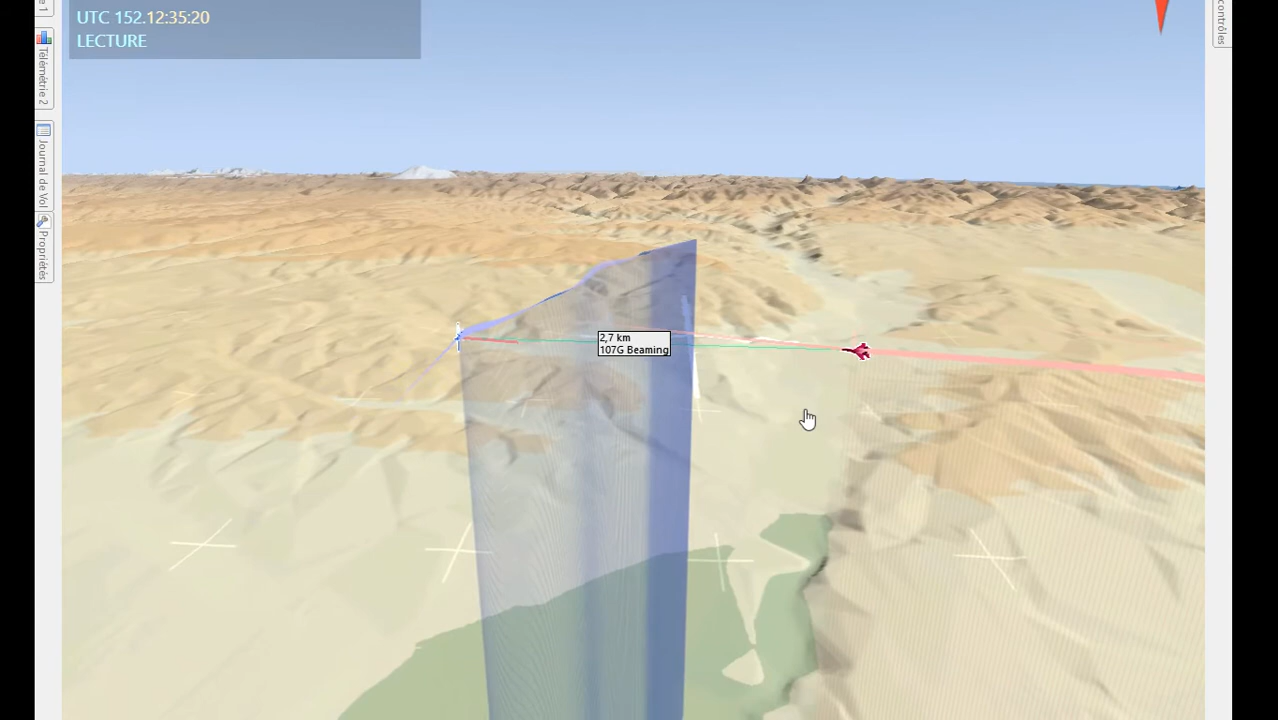 UTC 152.12:35:20
LECTURE
Télémétrie 2
Journal de Vol
Propriétés
2,7 km
107G Beaming
contrôles